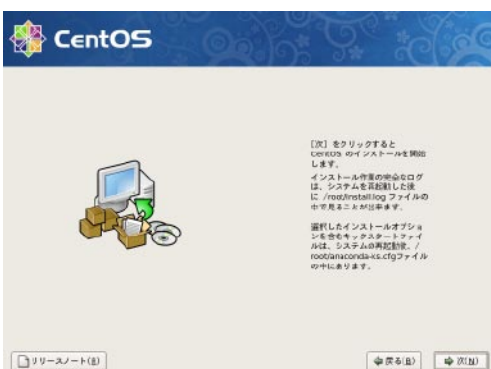 CentOS
[次] をクリックすると
CentOS のインストールを開始
します。
インストール作業の完全なログ
は、システムを再起動した後
に /root/install.log ファイルの
中で見ることが出来ます。
選択したインストールオプショ
ンを含むキックスタートファイ
ルは、システムの再起動後、/
root/anaconda-ks.cfgファイル
の中にあります。
リリースノート(R)
戻る(B)
次(N)